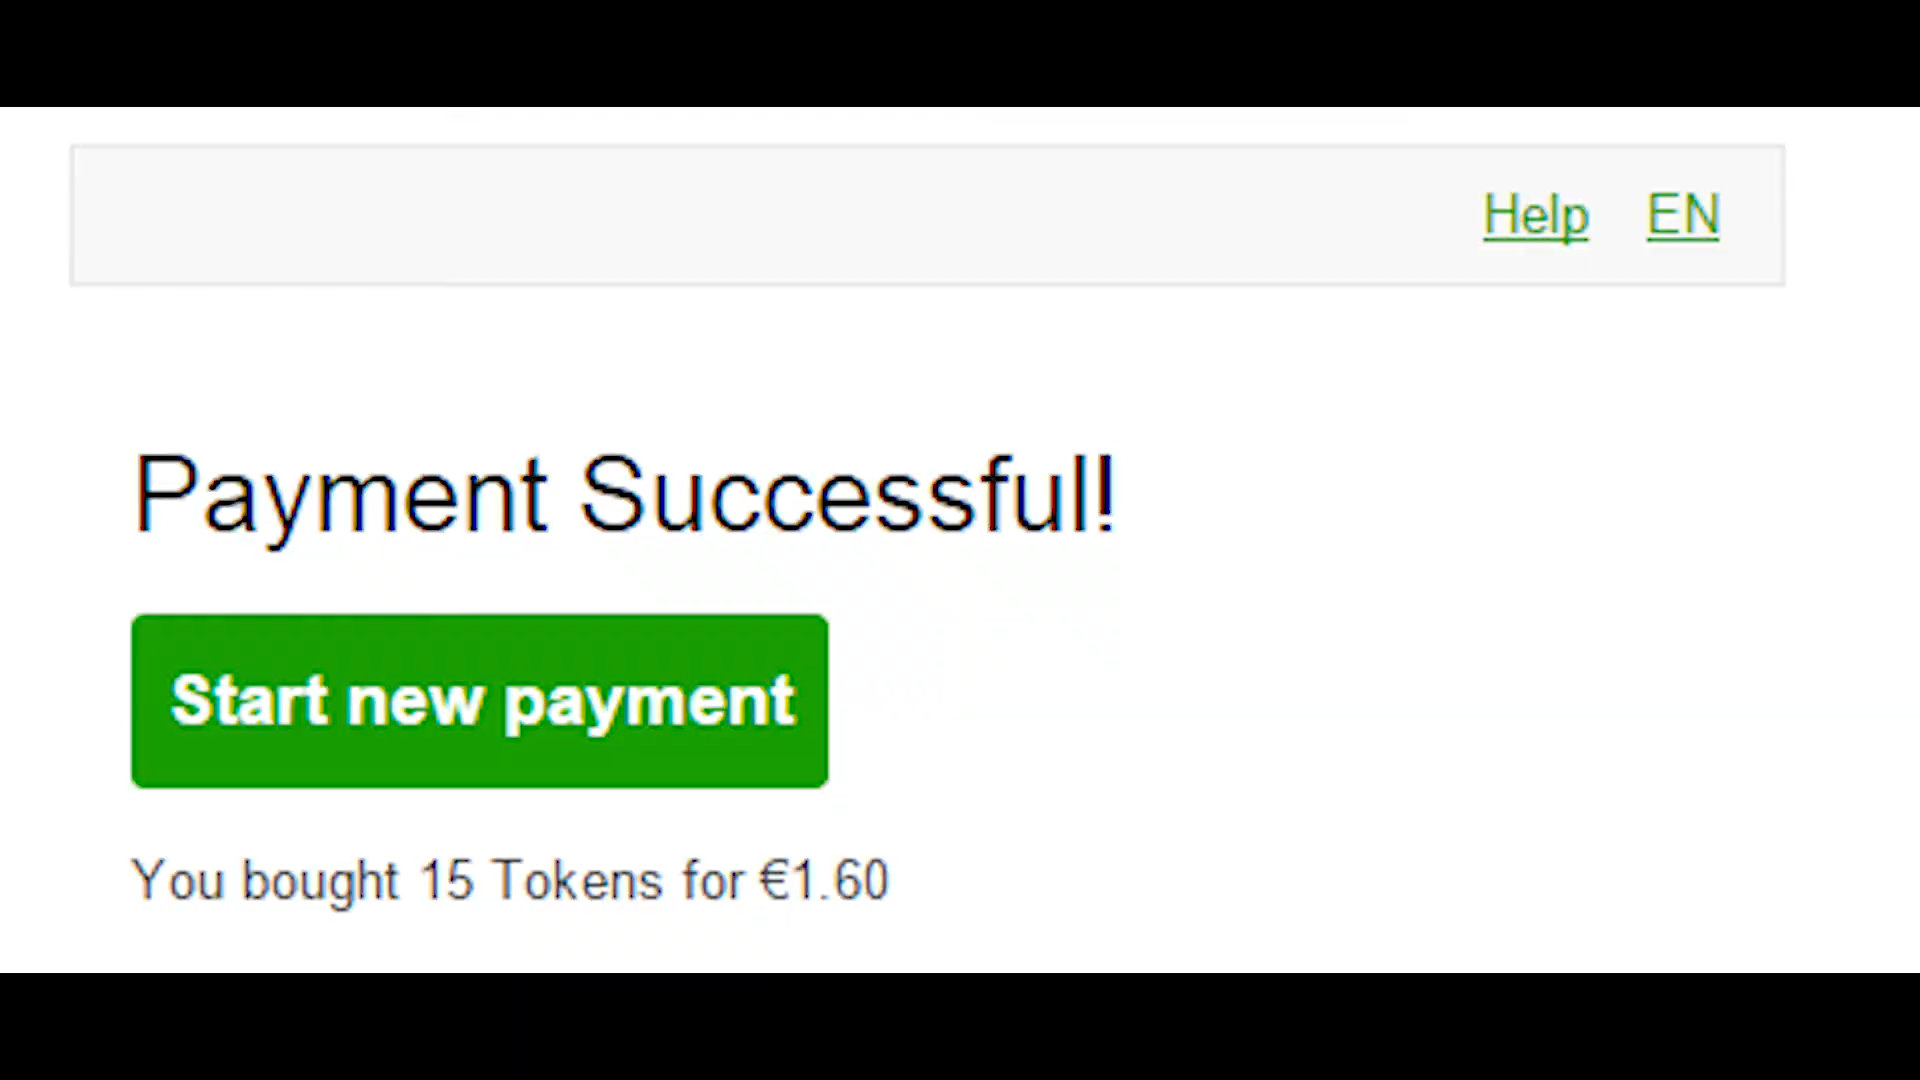 Help EN
Payment Successful!
Start new payment
You bought 15 Tokens for €1.60